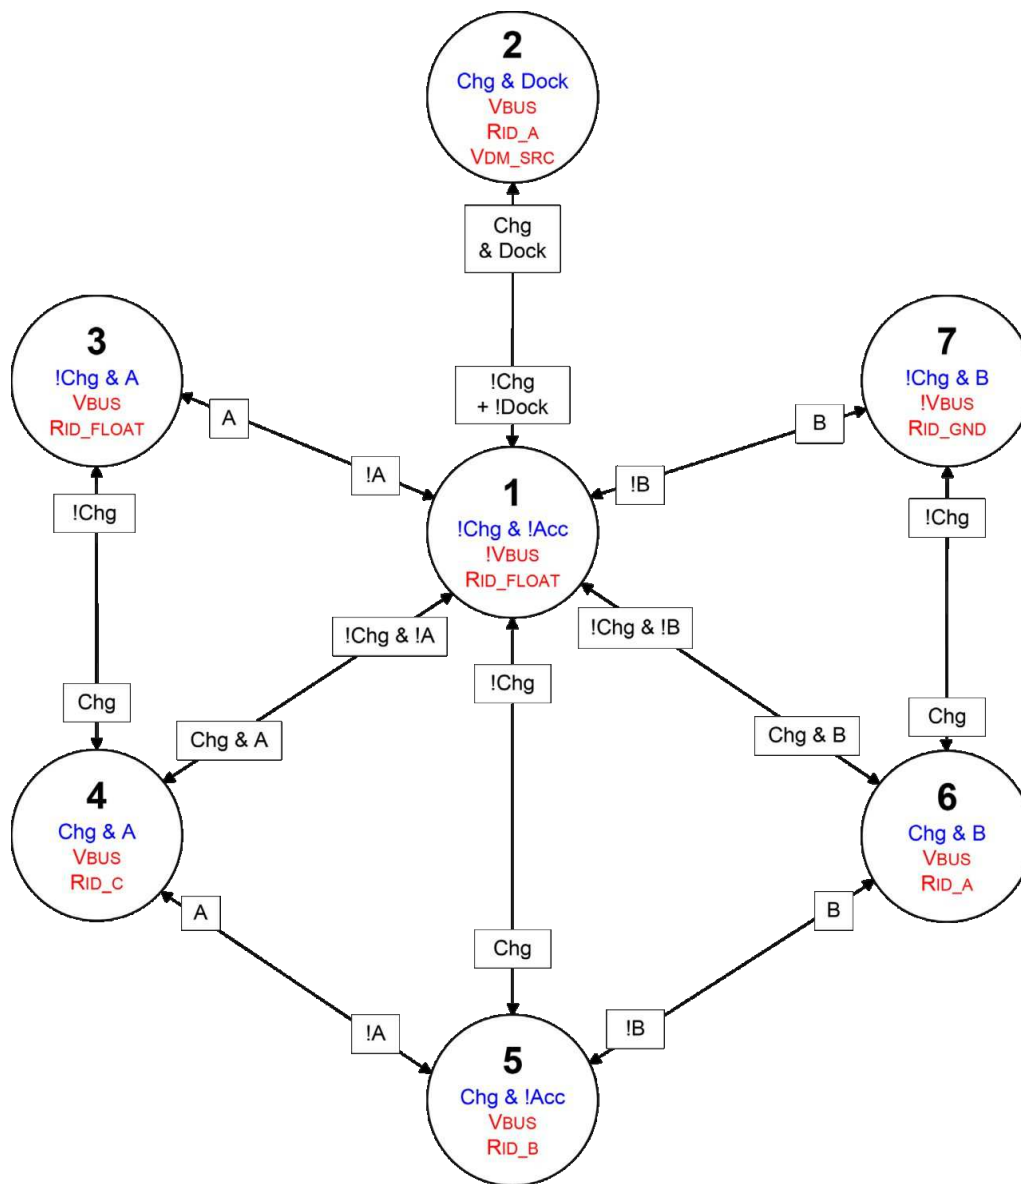 2
Chg & Dock
VBUS
RID_A
VDM_SRC
Chg
& Dock
3
!Chg & A
VBUS
RID_FLOAT
7
!Chg & B
!VBUS
RID_GND
!Chg
+ !Dock
A
B
!A
!B
1
!Chg & !Acc
!VBUS
RID_FLOAT
!Chg
!Chg
!Chg & !A
!Chg & !B
!Chg
Chg
Chg
Chg & A
Chg & B
4
Chg & A
VBUS
RID_C
6
Chg & B
VBUS
RID_A
A
B
Chg
!A
!B
5
Chg & !Acc
VBUS
RID_B